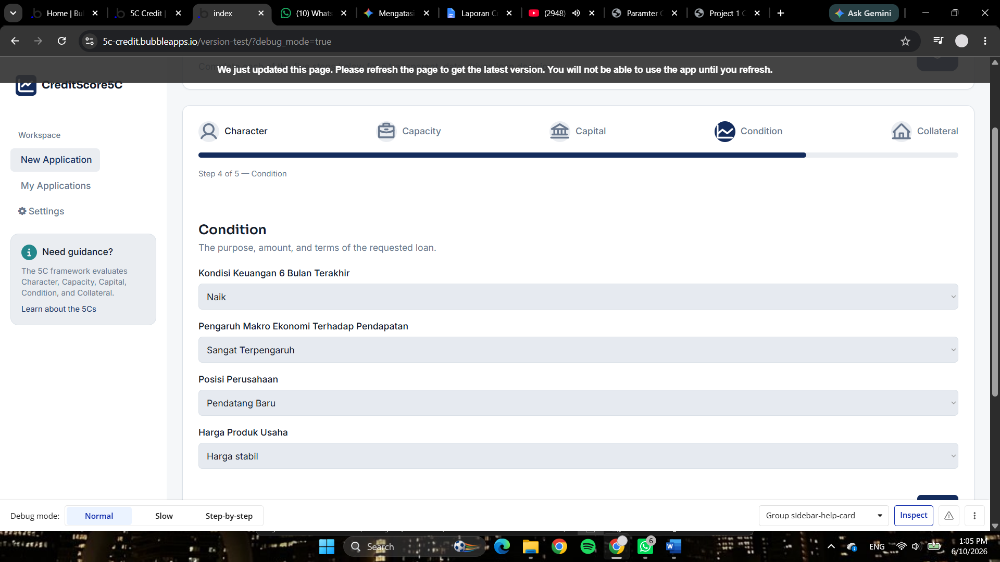 Home | Bu
5C Credit |
index
(10) Whats
Mengatasi
Laporan Cr
(2948)
Paramter C
Project 1 C
Ask Gemini
5c-credit.bubbleapps.io/version-test/?debug_mode=true
We just updated this page. Please refresh the page to get the latest version. You will not be able to use the app until you refresh.
CreditScore5C
Workspace
New Application
My Applications
Settings
Need guidance?
The 5C framework evaluates
Character, Capacity, Capital,
Condition, and Collateral.
Learn about the 5Cs
Character
Capacity
Capital
Condition
Collateral
Step 4 of 5 — Condition
Condition
The purpose, amount, and terms of the requested loan.
Kondisi Keuangan 6 Bulan Terakhir
Naik
Pengaruh Makro Ekonomi Terhadap Pendapatan
Sangat Terpengaruh
Posisi Perusahaan
Pendatang Baru
Harga Produk Usaha
Harga stabil
Debug mode:
Normal
Slow
Step-by-step
Group sidebar-help-card
Inspect
Search
6
ENG
1:05 PM
6/10/2026